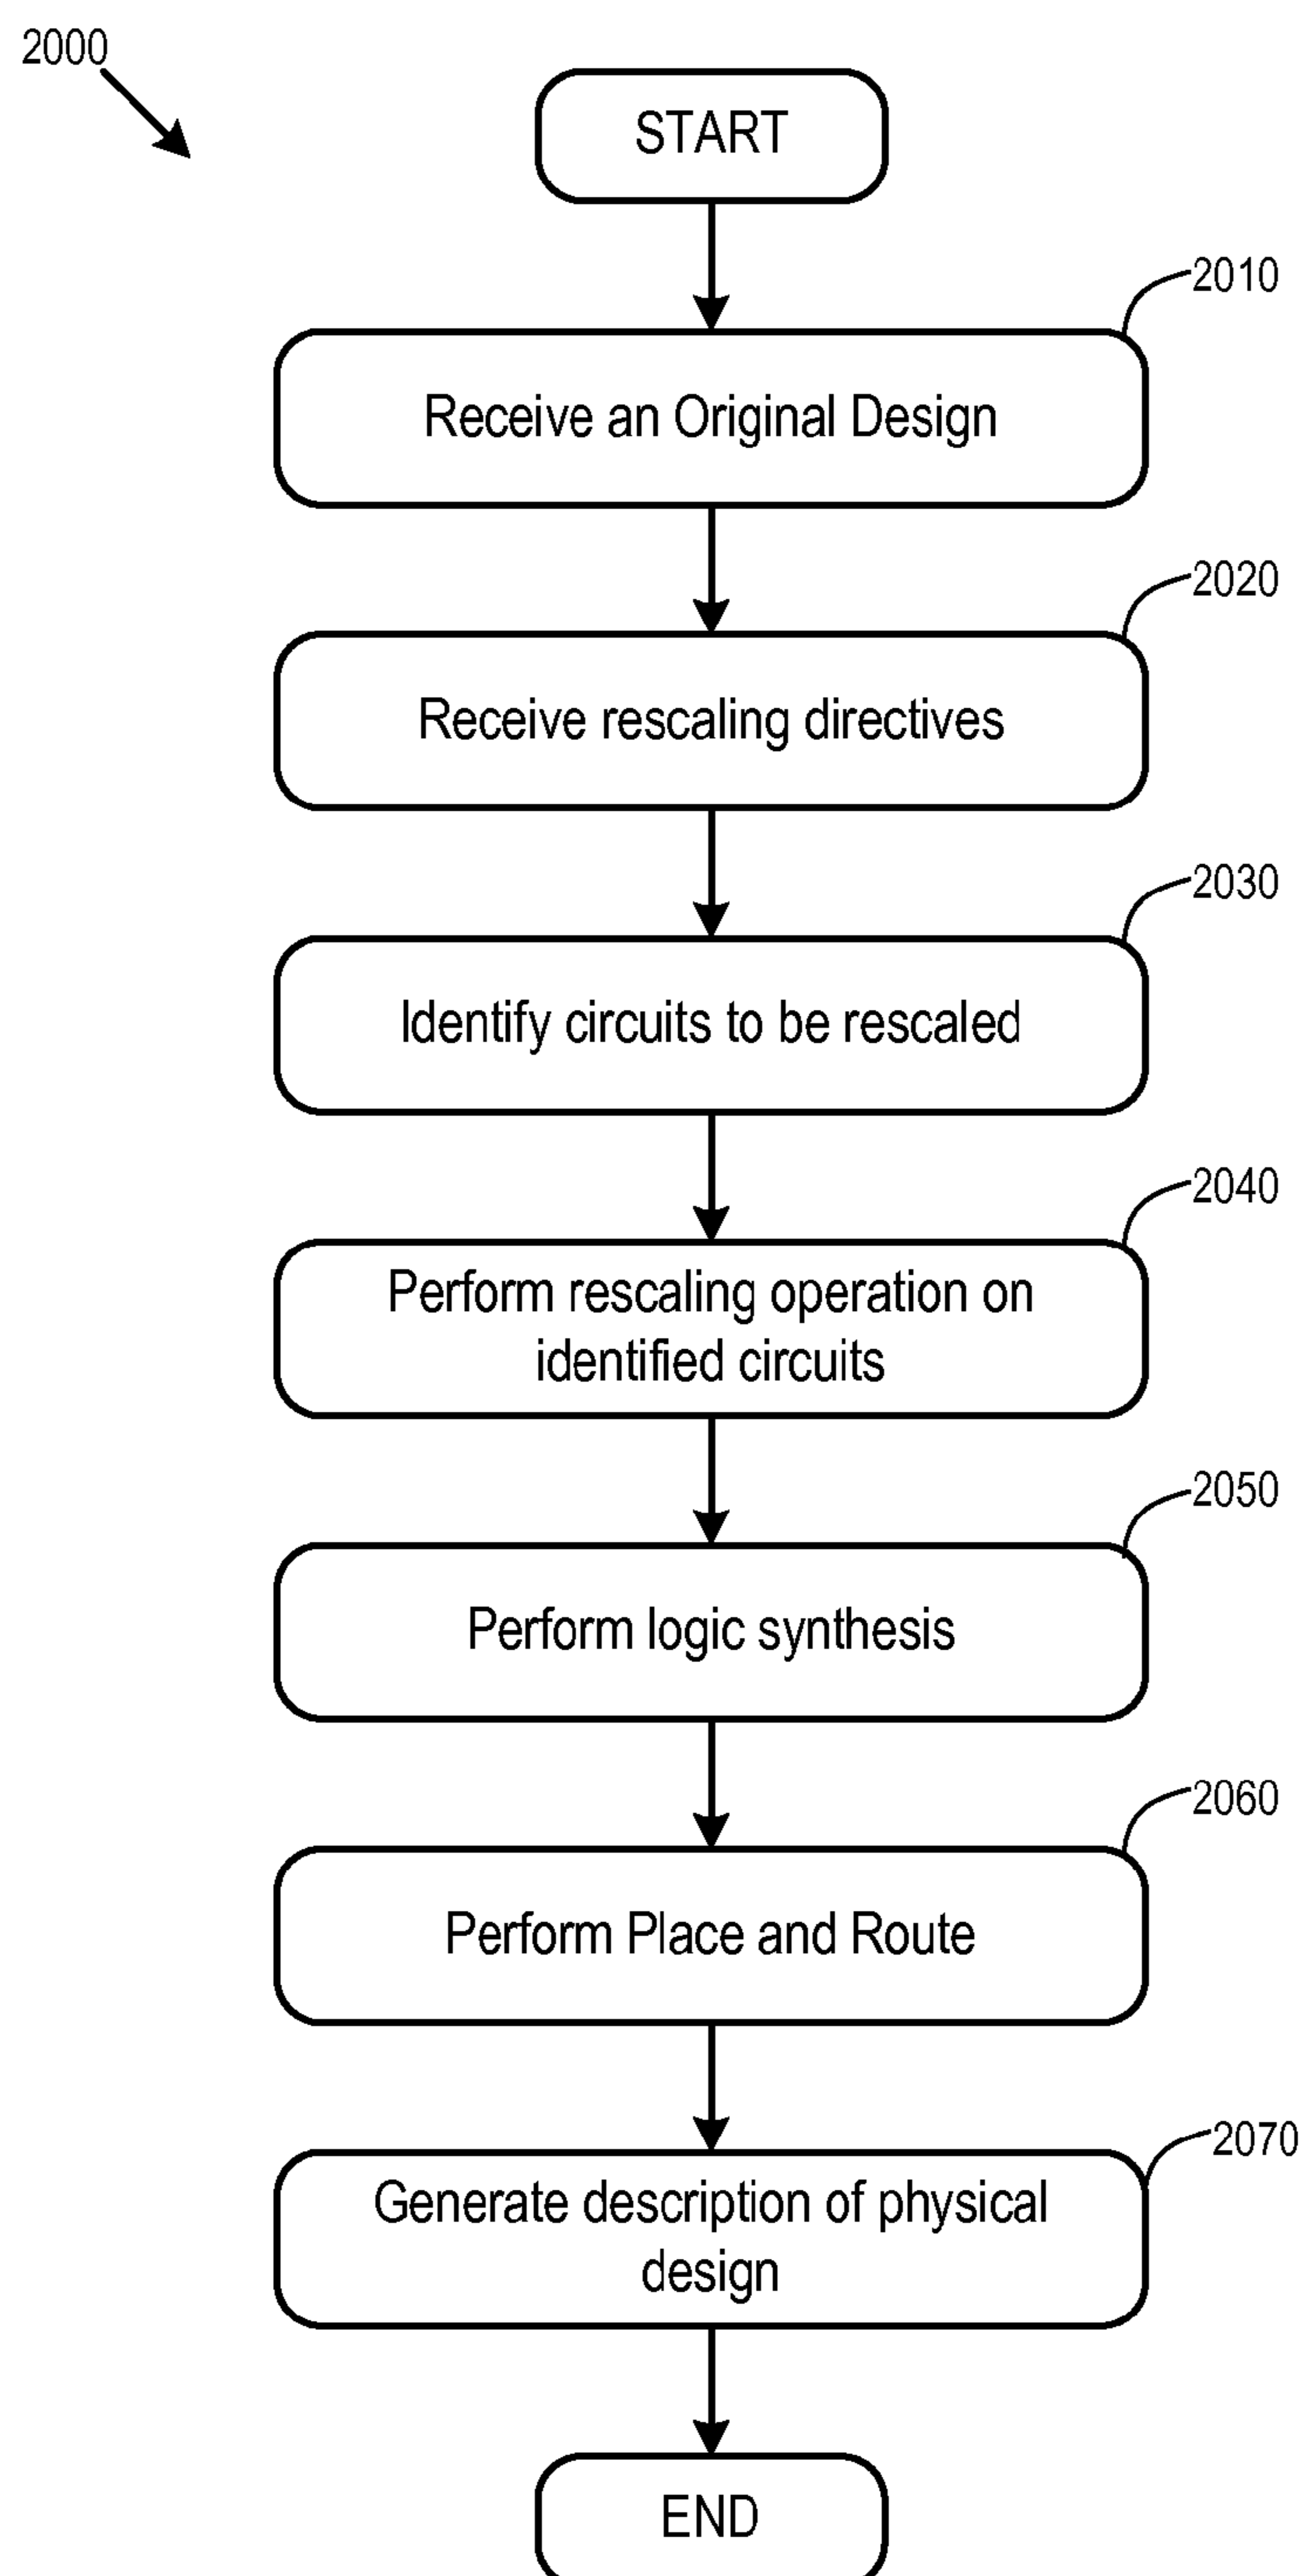 2000
START
2010
Receive an Original Design
2020
Receive rescaling directives
2030
Identify circuits to be rescaled
2040
Perform rescaling operation on
identified circuits
2050
Perform logic synthesis
2060
Perform Place and Route
2070
Generate description of physical
design
END